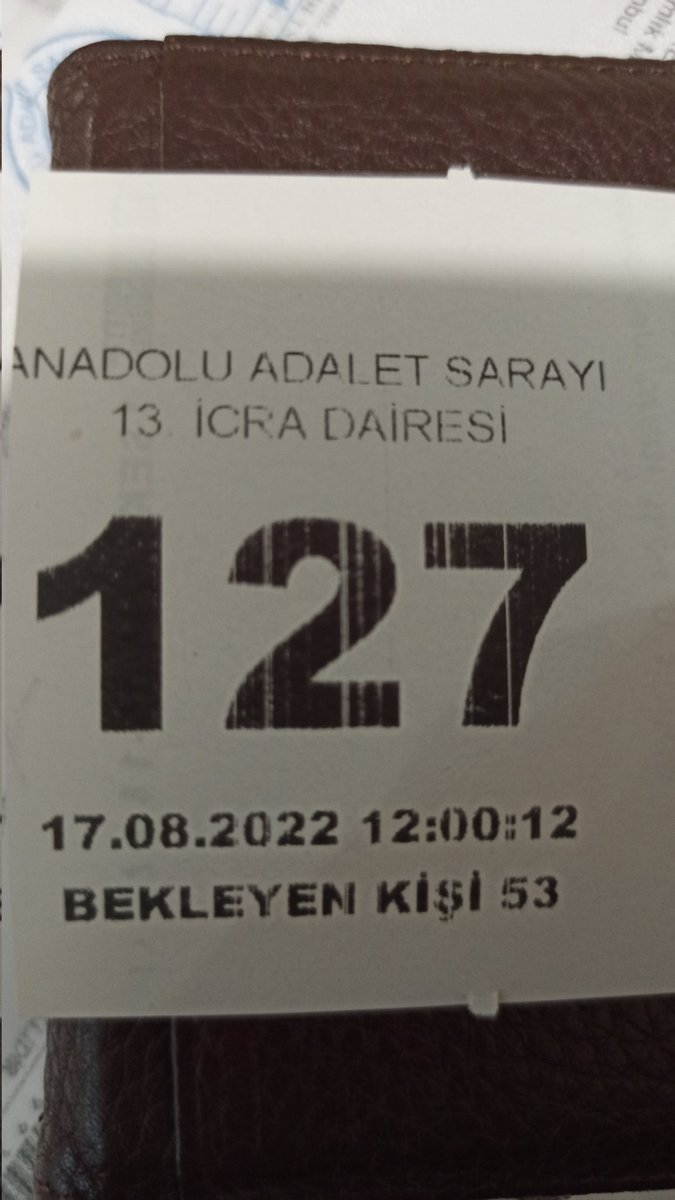 ANADOLU ADALET SARAYI
13. İCRA DAİRESİ
127
17.08.2022 12:00:12
BEKLEYEN KİŞİ 53